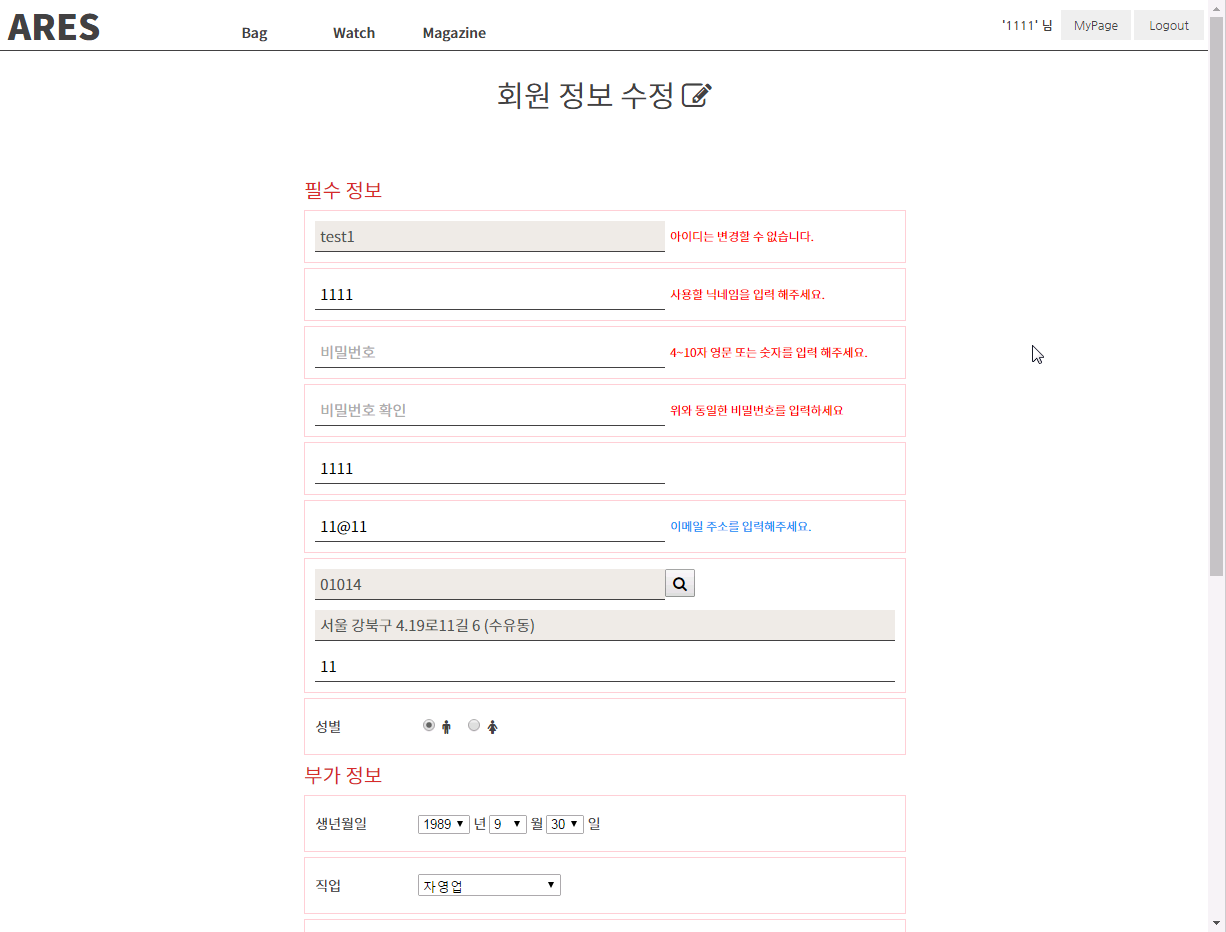 ARES Bag Watch Magazine '1111' 님 MyPage Logout
회원 정보 수정
필수 정보
test1 아이디는 변경할 수 없습니다.
1111 사용할 닉네임을 입력 해주세요.
비밀번호 4~10자 영문 또는 숫자를 입력 해주세요.
비밀번호 확인 위와 동일한 비밀번호를 입력하세요
1111
11@11 이메일 주소를 입력해주세요.
01014
서울 강북구 4.19로11길 6 (수유동)
11
성별
부가 정보
생년월일 1989 년 9 월 30 일
직업 자영업